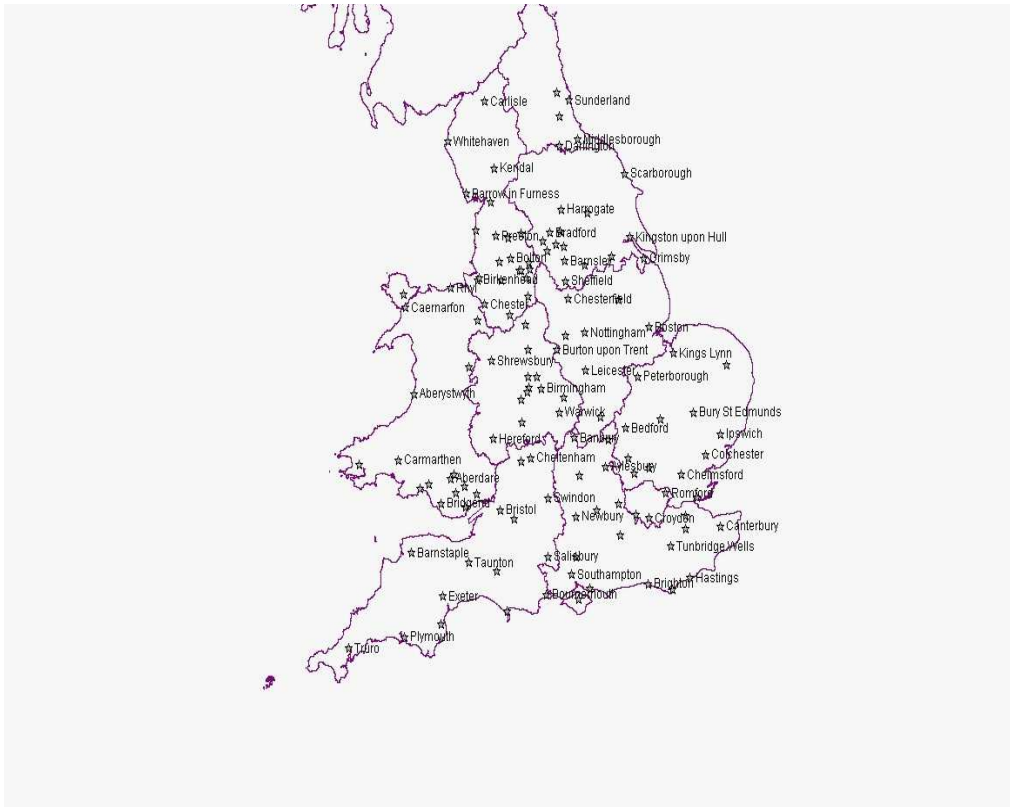 Carlisle
Sunderland
Whitehaven
Middlesborough
Darlington
Kendal
Scarborough
Barrow in Furness
Harrogate
Preston
Bradford
Kingston upon Hull
Bolton
Barnsley
Grimsby
Birkenhead
Sheffield
Rhyl
Chester
Chesterfield
Caernarfon
Nottingham
Boston
Burton upon Trent
Kings Lynn
Shrewsbury
Leicester
Peterborough
Aberystwyth
Birmingham
Warwick
Bury St Edmunds
Bedford
Hereford
Banbury
Ipswich
Carmarthen
Cheltenham
Colchester
Aylesbury
Aberdare
Chelmsford
Swindon
Romford
Bridgend
Bristol
Newbury
Croydon
Canterbury
Tunbridge Wells
Barnstaple
Taunton
Salisbury
Southampton
Brighton
Hastings
Exeter
Bournemouth
Plymouth
Truro